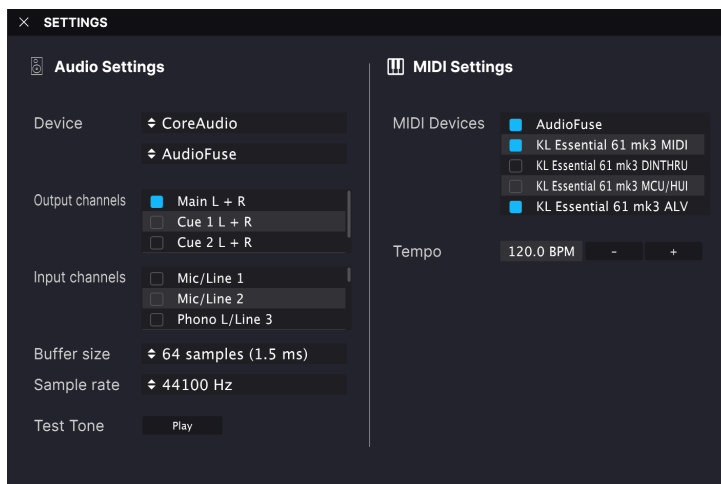 SETTINGS
Audio Settings
Device
CoreAudio
AudioFuse
Output channels
Main L + R
Cue 1 L + R
Cue 2 L + R
Input channels
Mic/Line 1
Mic/Line 2
Phono L/Line 3
Buffer size
64 samples (1.5 ms)
Sample rate
44100 Hz
Test Tone
Play
MIDI Settings
MIDI Devices
AudioFuse
KL Essential 61 mk3 MIDI
KL Essential 61 mk3 DINTHRU
KL Essential 61 mk3 MCU/HUI
KL Essential 61 mk3 ALV
Tempo
120.0 BPM - +